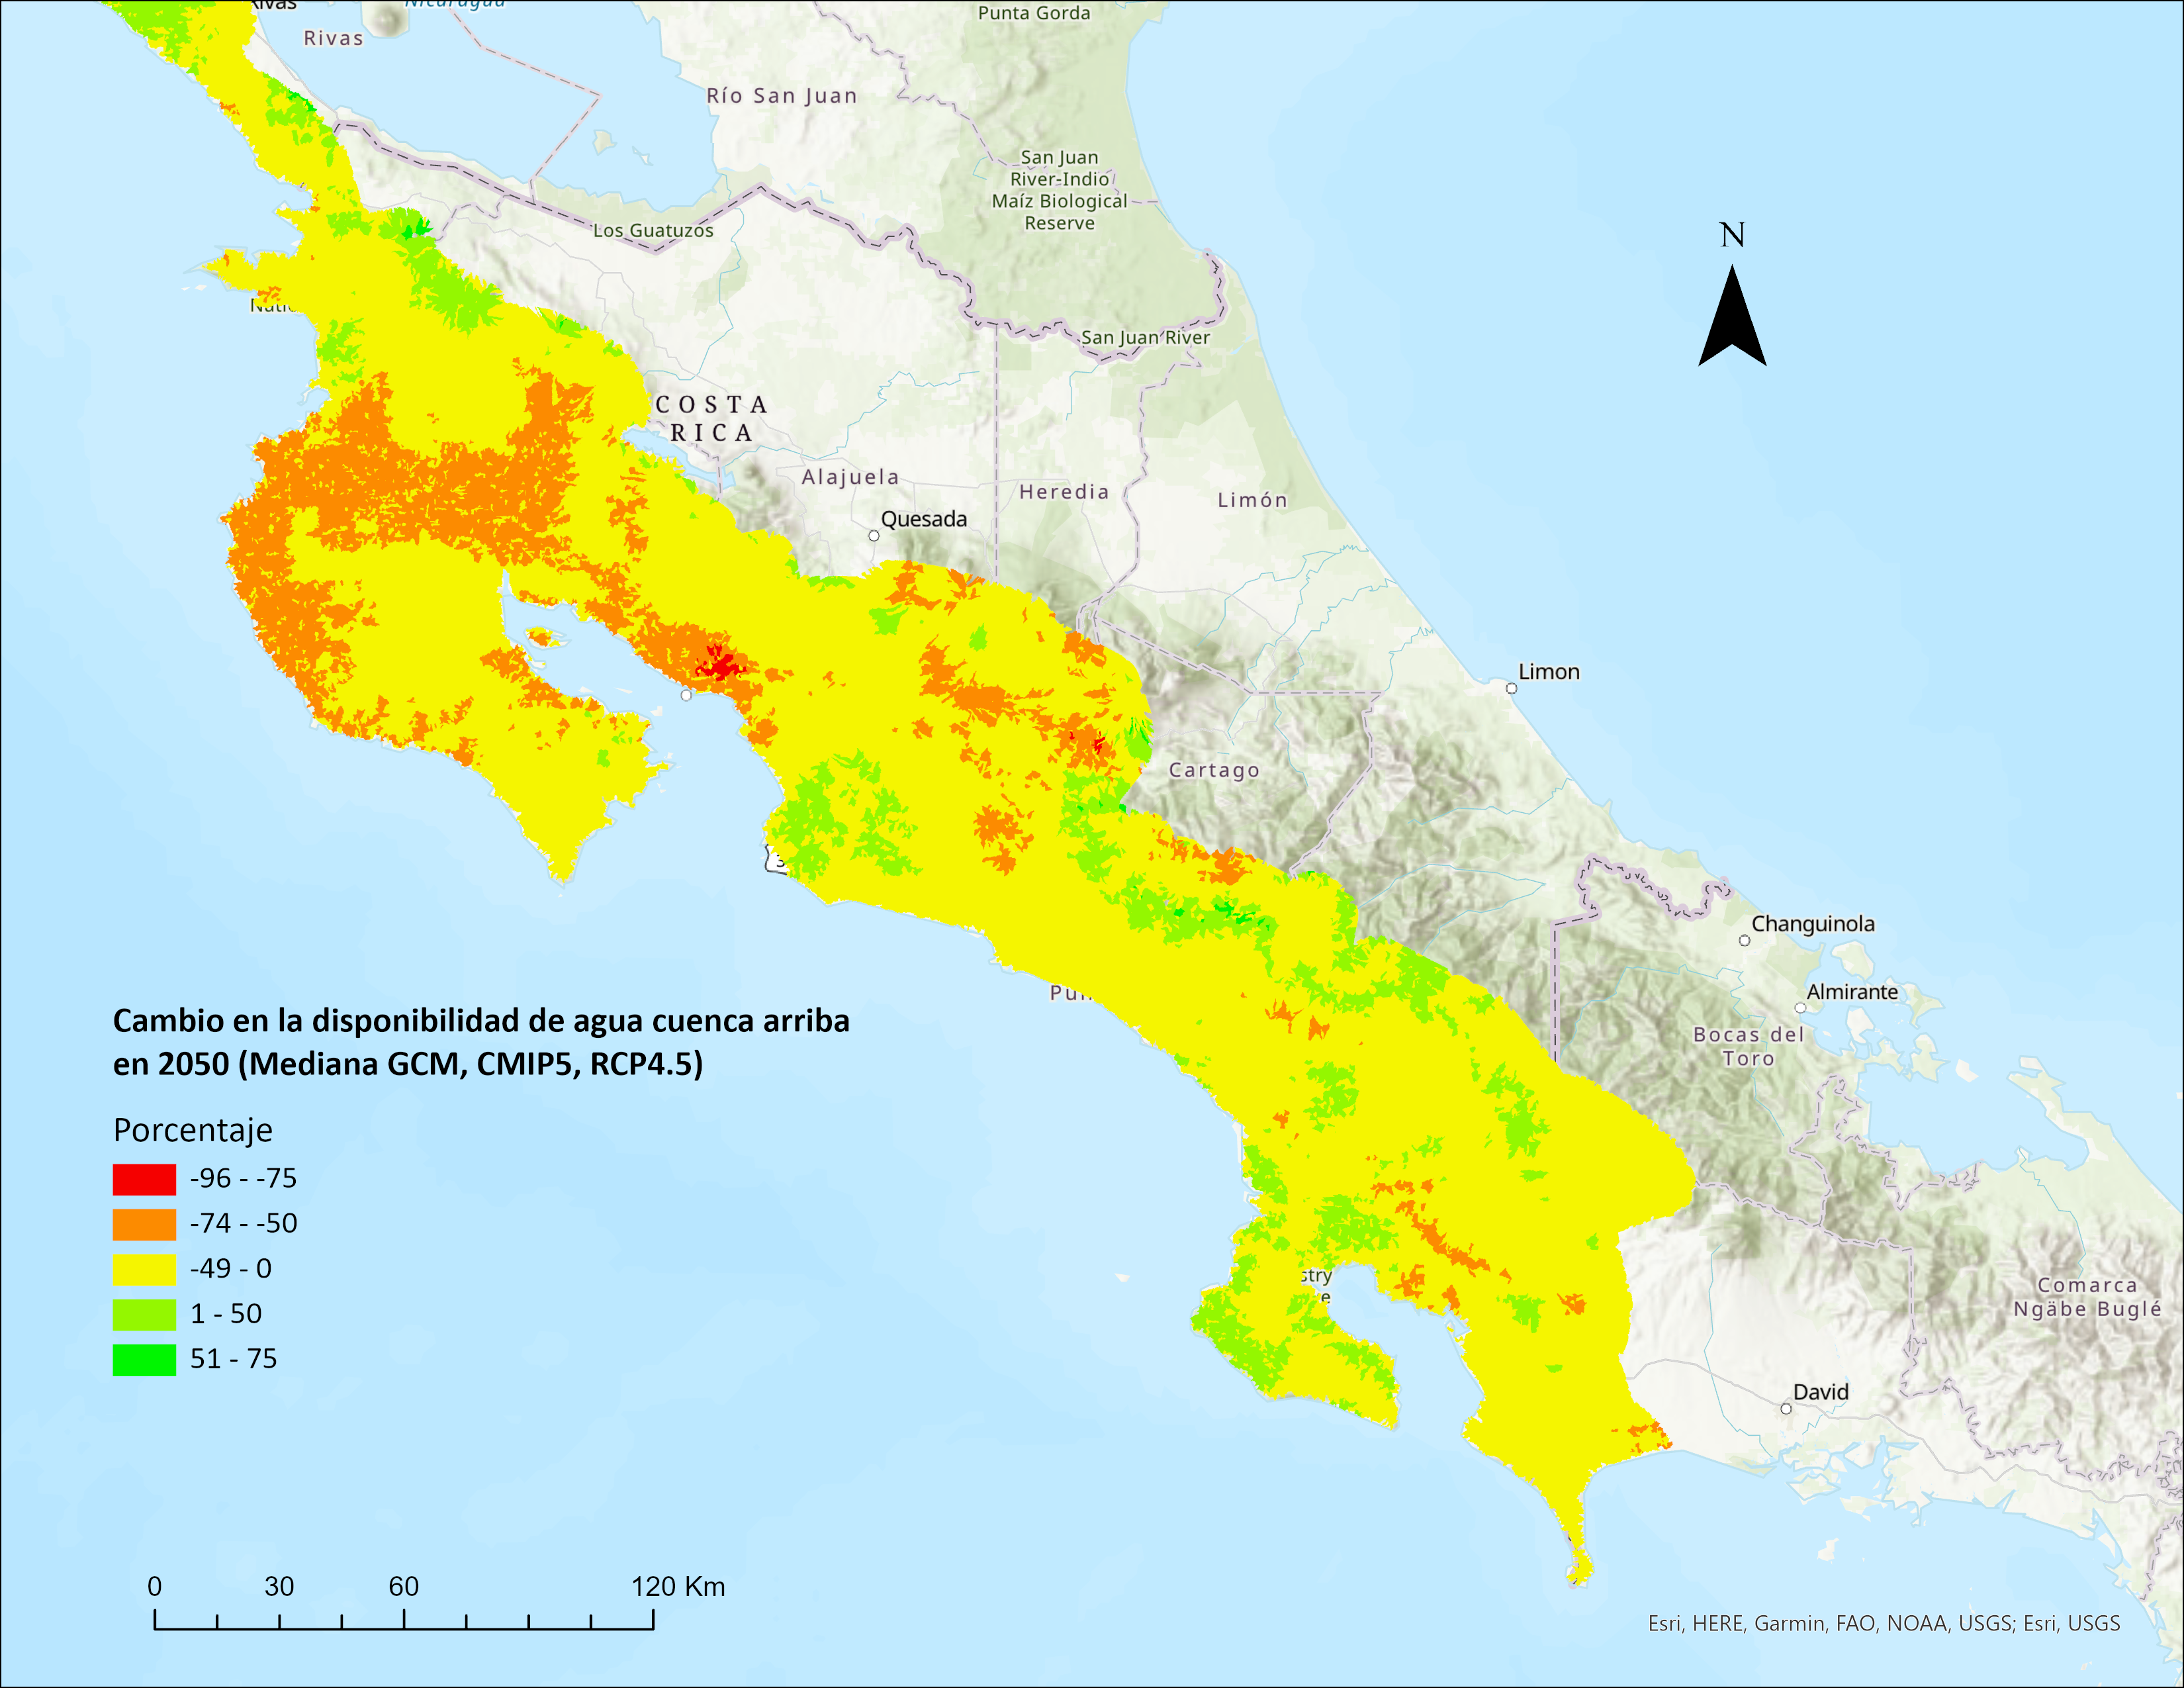 Rivas
Nicaragua
Punta Gorda
Rivas
Río San Juan
San Juan
River-Indio
Maíz Biological
Reserve
Los Guatuzos
N
San Juan River
COSTA
RICA
Alajuela
Heredia
Limón
Quesada
Limon
Cartago
Changuinola
Almirante
Bocas del
Toro
Cambio en la disponibilidad de agua cuenca arriba
en 2050 (Mediana GCM, CMIP5, RCP4.5)
Porcentaje
-96 - -75
-74 - -50
-49 - 0
1 - 50
51 - 75
stry
e
Comarca
Ngäbe Buglé
David
0 30 60 120 Km
Esri, HERE, Garmin, FAO, NOAA, USGS; Esri, USGS